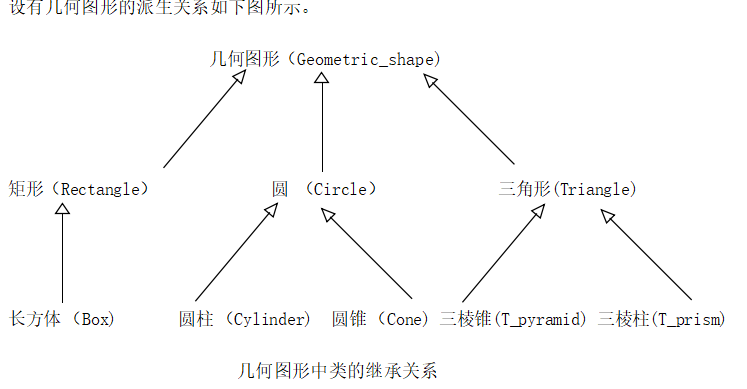 设有几何图形的派生关系如下图所示。
几何图形（Geometric_shape)
矩形（Rectangle） 圆 （Circle） 三角形(Triangle)
长方体（Box) 圆柱（Cylinder) 圆锥（Cone) 三棱锥(T_pyramid) 三棱柱(T_prism)
几何图形中类的继承关系